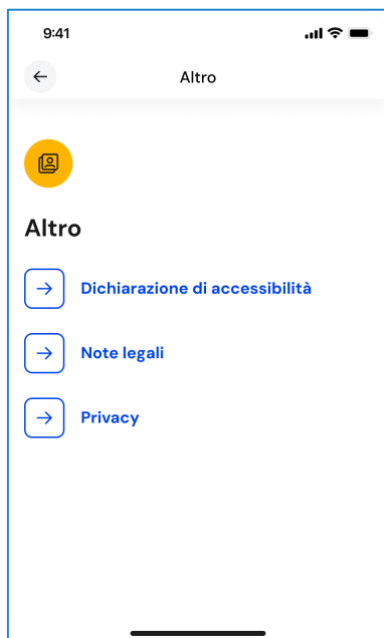 9:41
Altro
Altro
Dichiarazione di accessibilità
Note legali
Privacy